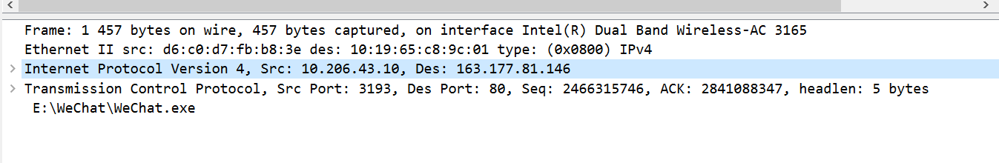 Frame: 1 457 bytes on wire, 457 bytes captured, on interface Intel(R) Dual Band Wireless-AC 3165
Ethernet II src: d6:c0:d7:fb:b8:3e des: 10:19:65:c8:9c:01 type: (0x0800) IPv4
Internet Protocol Version 4, Src: 10.206.43.10, Des: 163.177.81.146
Transmission Control Protocol, Src Port: 3193, Des Port: 80, Seq: 2466315746, ACK: 2841088347, headlen: 5 bytes
E:\WeChat\WeChat.exe